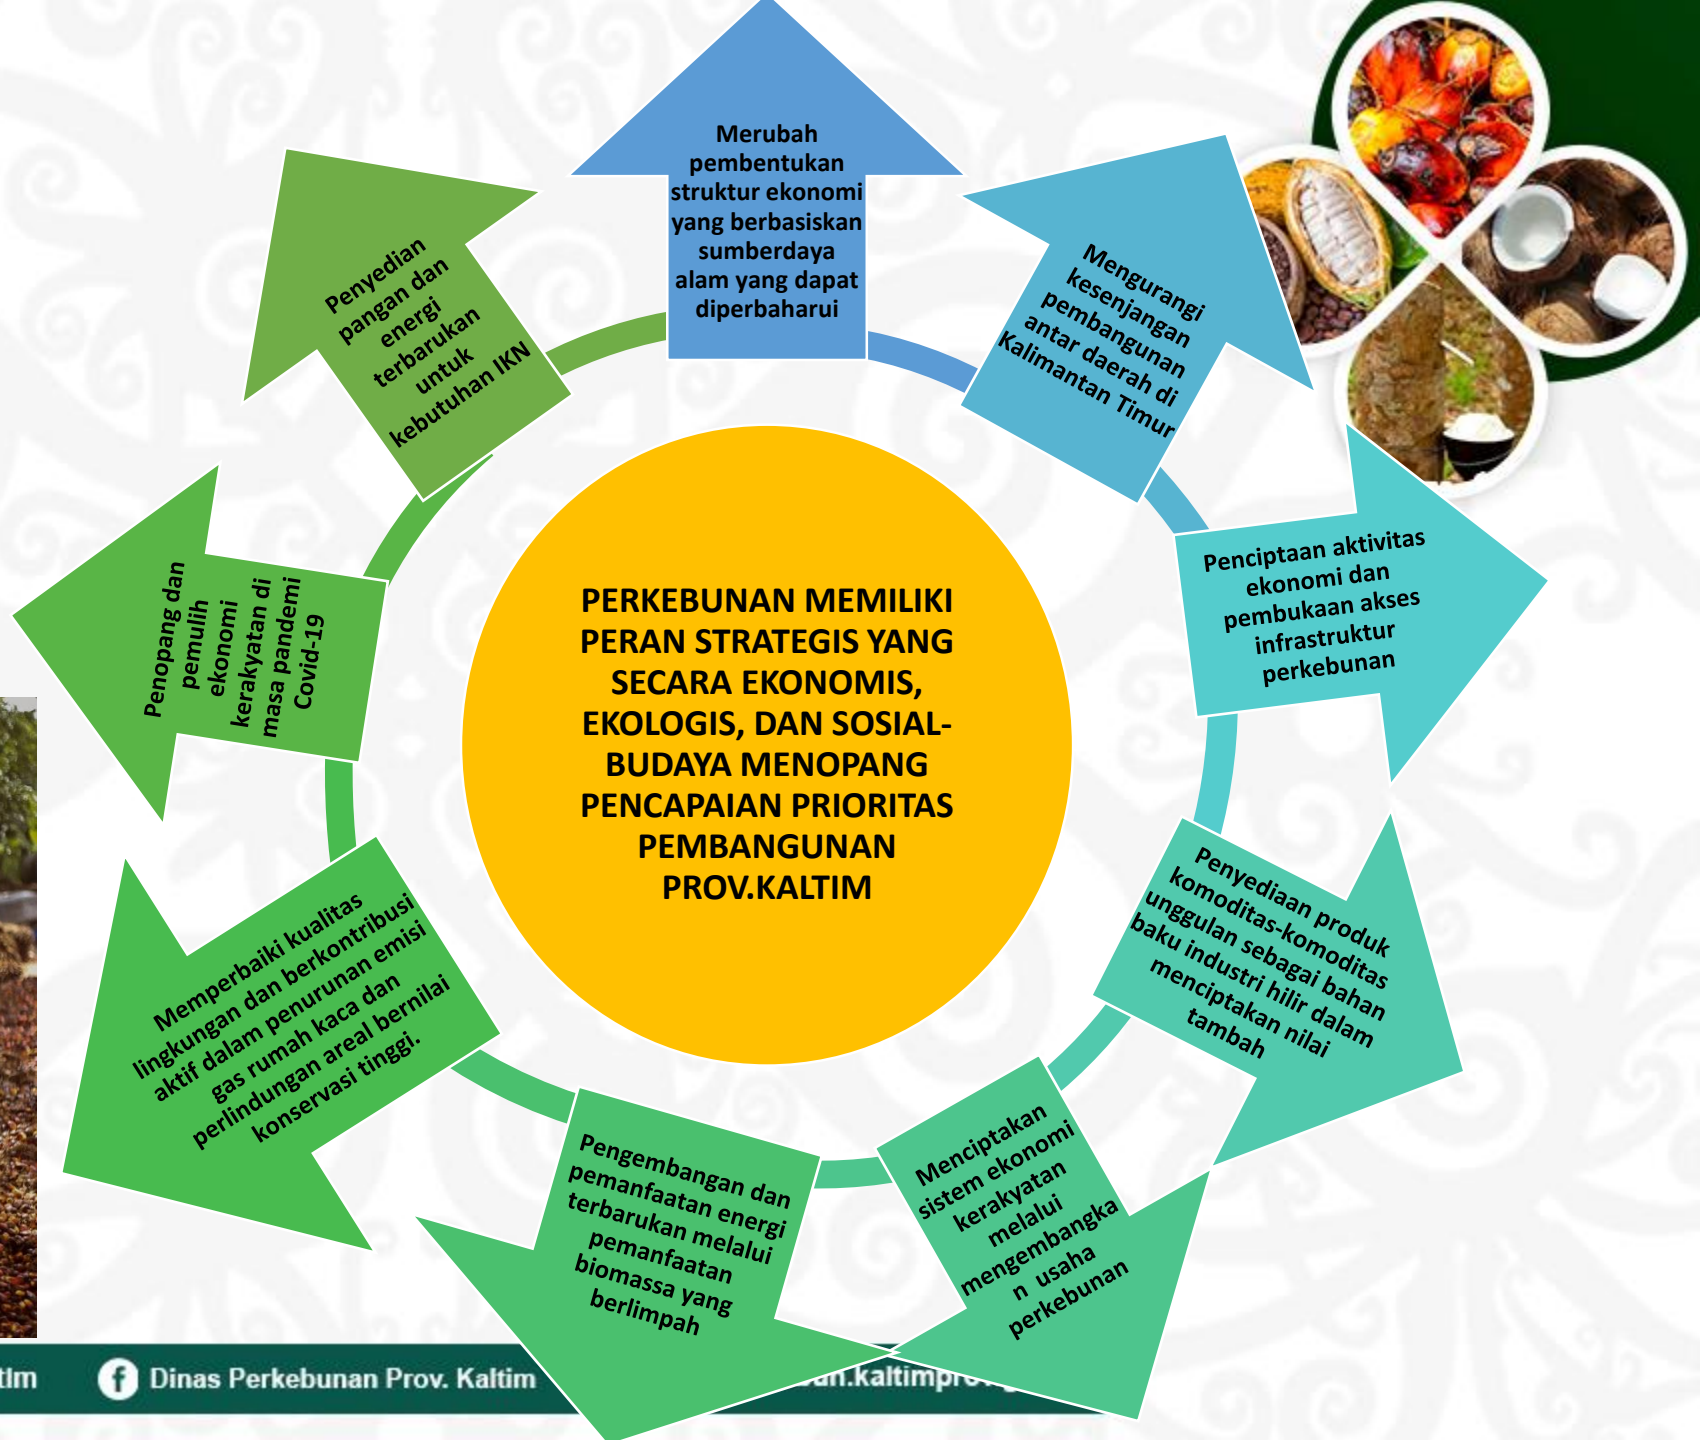 Merubah
pembentukan
struktur ekonomi
yang berbasiskan
sumberdaya
alam yang dapat
diperbaharui
Mengurangi
kesenjangan
pembangunan
antar daerah di
Kalimantan Timur
Penciptaan aktivitas
ekonomi dan
pembukaan akses
infrastruktur
perkebunan
Penyediaan produk
komoditas-komoditas
unggulan sebagai bahan
baku industri hilir dalam
menciptakan nilai
tambah
Menciptakan
sistem ekonomi
kerakyatan
melalui
mengembangka
n usaha
perkebunan
Pengembangan dan
pemanfaatan energi
terbarukan melalui
pemanfaatan
biomassa yang
berlimpah
Memperbaiki kualitas
lingkungan dan berkontribusi
aktif dalam penurunan emisi
gas rumah kaca dan
perlindungan areal bernilai
konservasi tinggi.
Penopang dan
pemulih
ekonomi
kerakyatan di
masa pandemi
Covid-19
Penyedian
pangan dan
energi
terbarukan
untuk
kebutuhan IKN
PERKEBUNAN MEMILIKI
PERAN STRATEGIS YANG
SECARA EKONOMIS,
EKOLOGIS, DAN SOSIAL-
BUDAYA MENOPANG
PENCAPAIAN PRIORITAS
PEMBANGUNAN
PROV.KALTIM
Dinas Perkebunan Prov. Kaltim